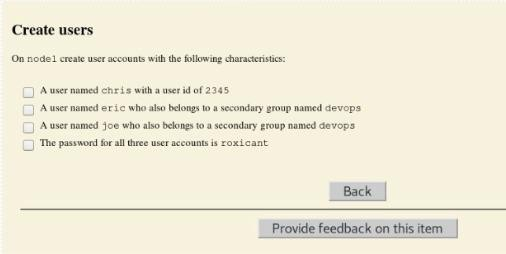 Create users
On node1 create user accounts with the following characteristics:
A user named chris with a user id of 2345
A user named eric who also belongs to a secondary group named devops
A user named joe who also belongs to a secondary group named devops
The password for all three user accounts is roxicant
Back
Provide feedback on this item